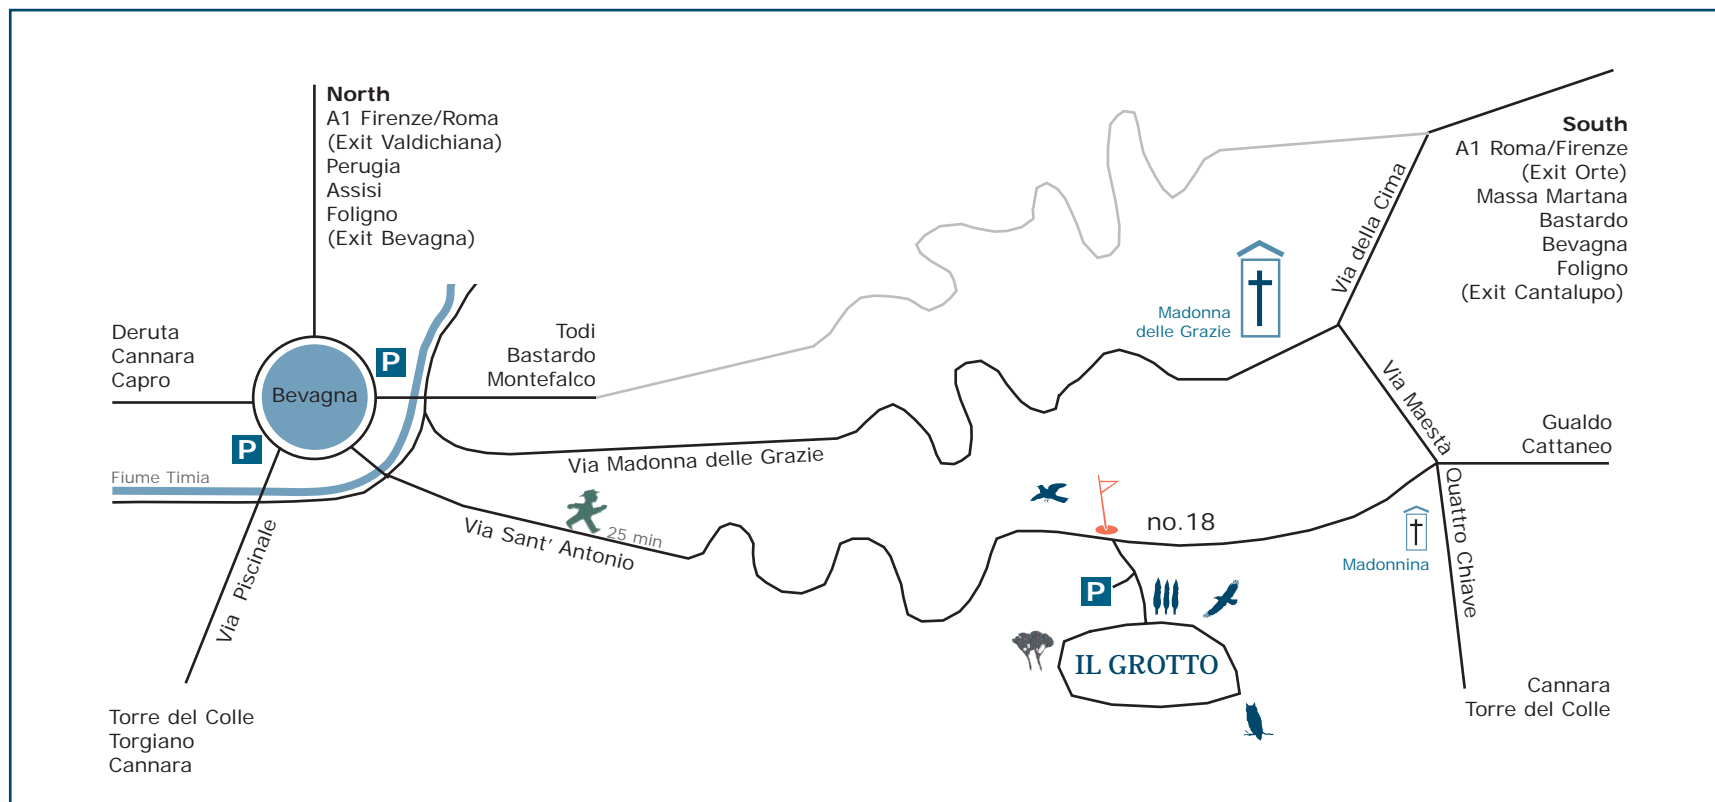 North
A1 Firenze/Roma
(Exit Valdichiana)
Perugia
Assisi
Foligno
(Exit Bevagna)
South
A1 Roma/Firenze
(Exit Orte)
Massa Martana
Bastardo
Bevagna
Foligno
(Exit Cantalupo)
Via della Cima
Madonna
delle Grazie
Deruta
Cannara
Capro
Bevagna
P
Todi
Bastardo
Montefalco
P
Fiume Timia
Via Madonna delle Grazie
Via Maestà
Gualdo
Cattaneo
Via Piscinale
Via Sant' Antonio
25 min
no.18
Quattro Chiave
Madonnina
P
IL GROTTO
Torre del Colle
Torgiano
Cannara
Cannara
Torre del Colle